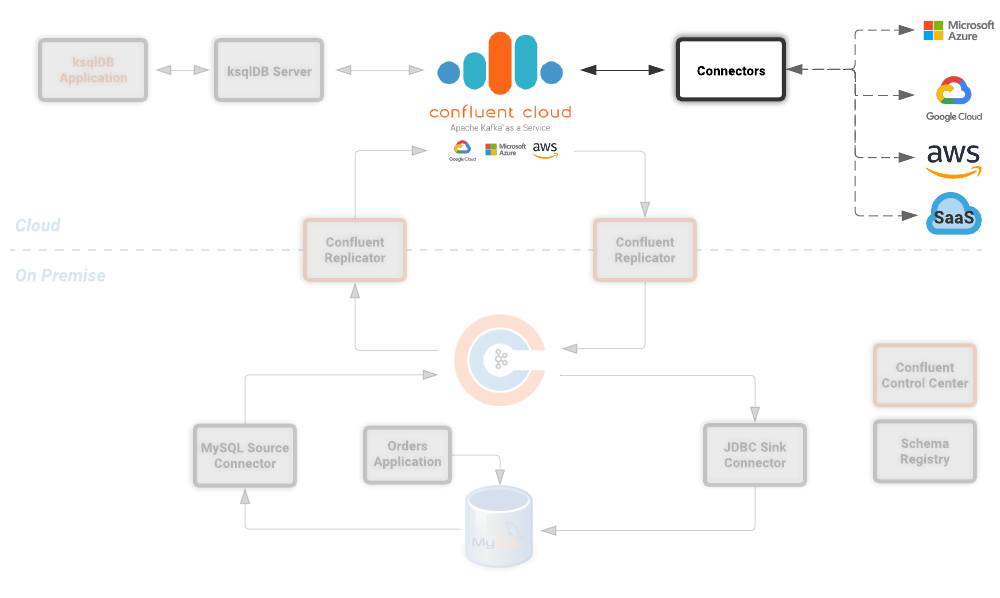 Microsoft
Azure
ksqlDB
Application
ksqlDB Server
Connectors
Google Cloud
confluent cloud
Apache Kafka® as a Service
Google Cloud
Microsoft
Azure
aws
aws
SaaS
Cloud
Confluent
Replicator
Confluent
Replicator
On Premise
Confluent
Control Center
MySQL Source
Connector
Orders
Application
JDBC Sink
Connector
Schema
Registry
MySQL